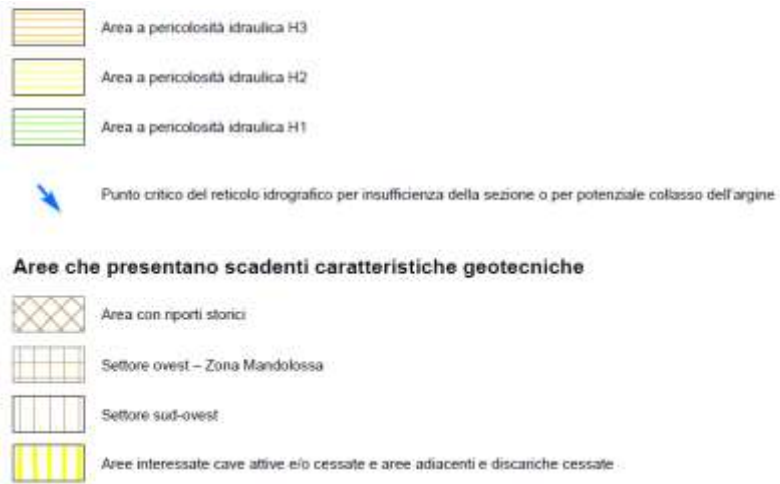 Area a pericolosità idraulica H3
Area a pericolosità idraulica H2
Area a pericolosità idraulica H1
Punto critico del reticolo idrografico per insufficienza della sezione o per potenziale collasso dell'argine
Aree che presentano scadenti caratteristiche geotecniche
Area con riporti storici
Settore ovest – Zona Mandolossa
Settore sud-ovest
Aree interessate cave attive e/o cessate e aree adiacenti e discariche cessate